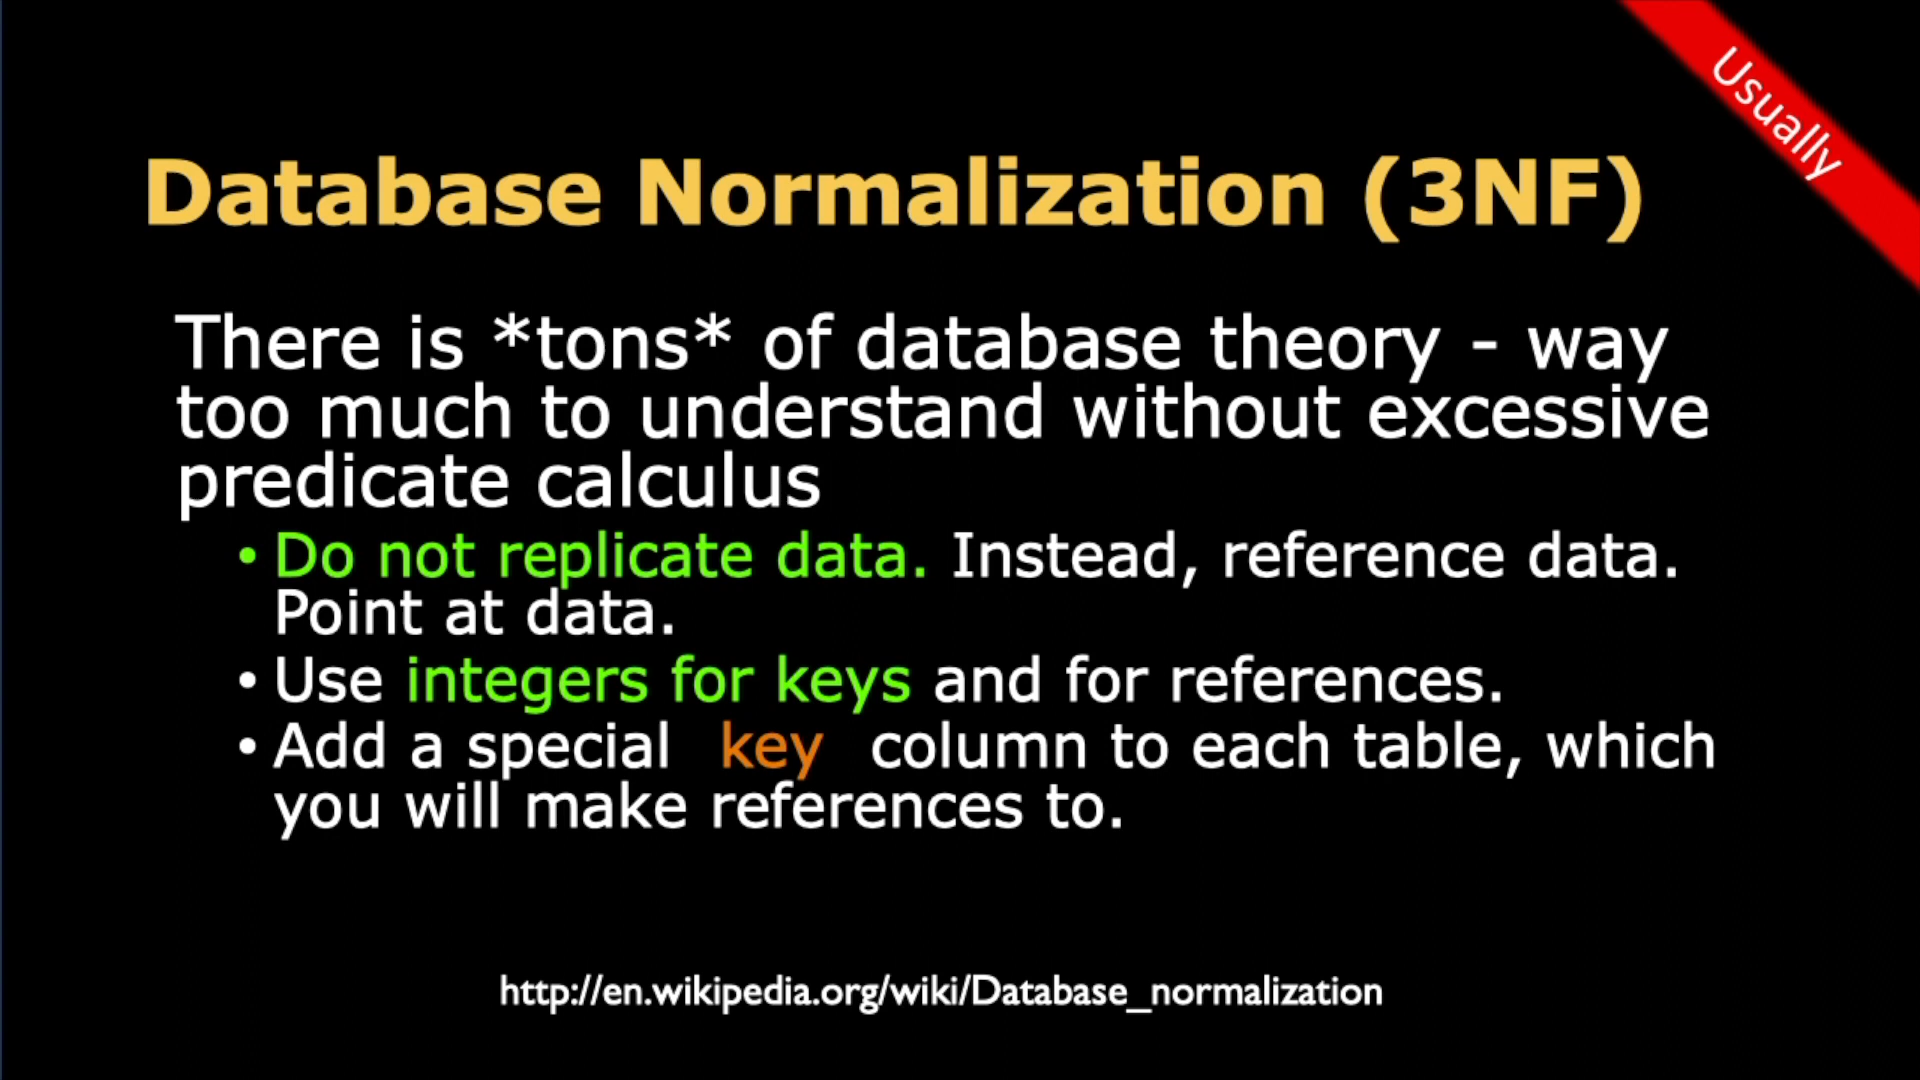 Usually
Database Normalization (3NF)
There is *tons* of database theory - way
too much to understand without excessive
predicate calculus
• Do not replicate data. Instead, reference data.
Point at data.
• Use integers for keys and for references.
• Add a special key column to each table, which
you will make references to.
http://en.wikipedia.org/wiki/Database_normalization